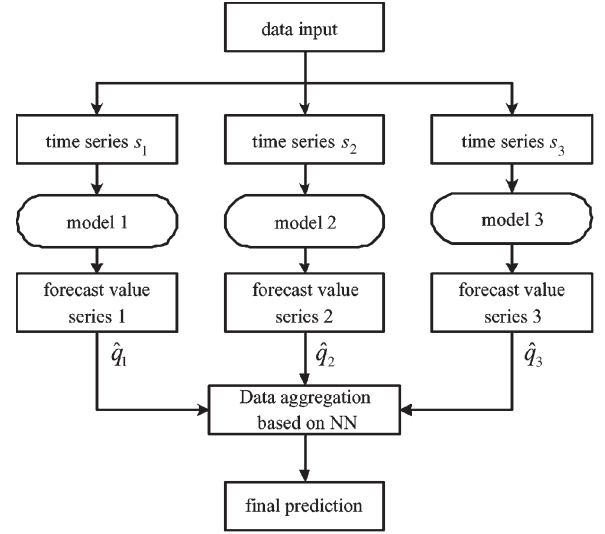 data input
time series s₁
time series s₂
time series s₃
model 1
model 2
model 3
forecast value
series 1
forecast value
series 2
forecast value
series 3
q̂₁
q̂₂
q̂₃
Data aggregation
based on NN
final prediction